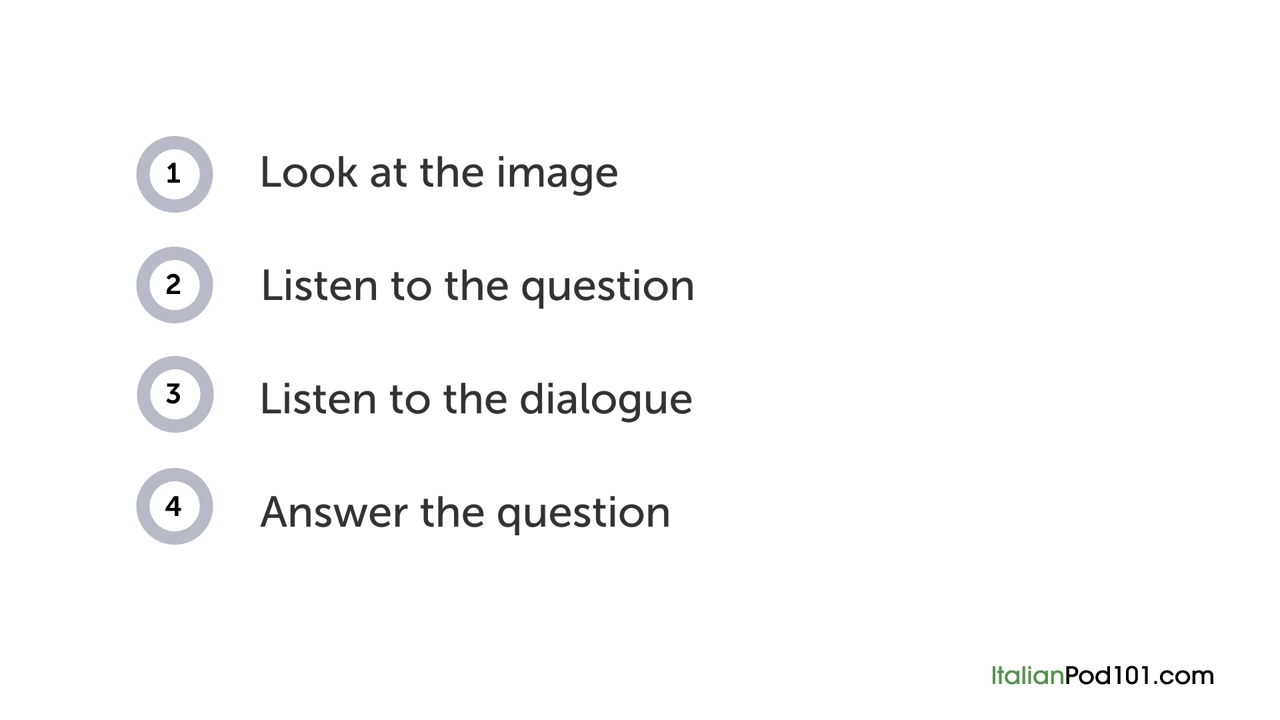 1 Look at the image
2 Listen to the question
3 Listen to the dialogue
4 Answer the question
ItalianPod101.com